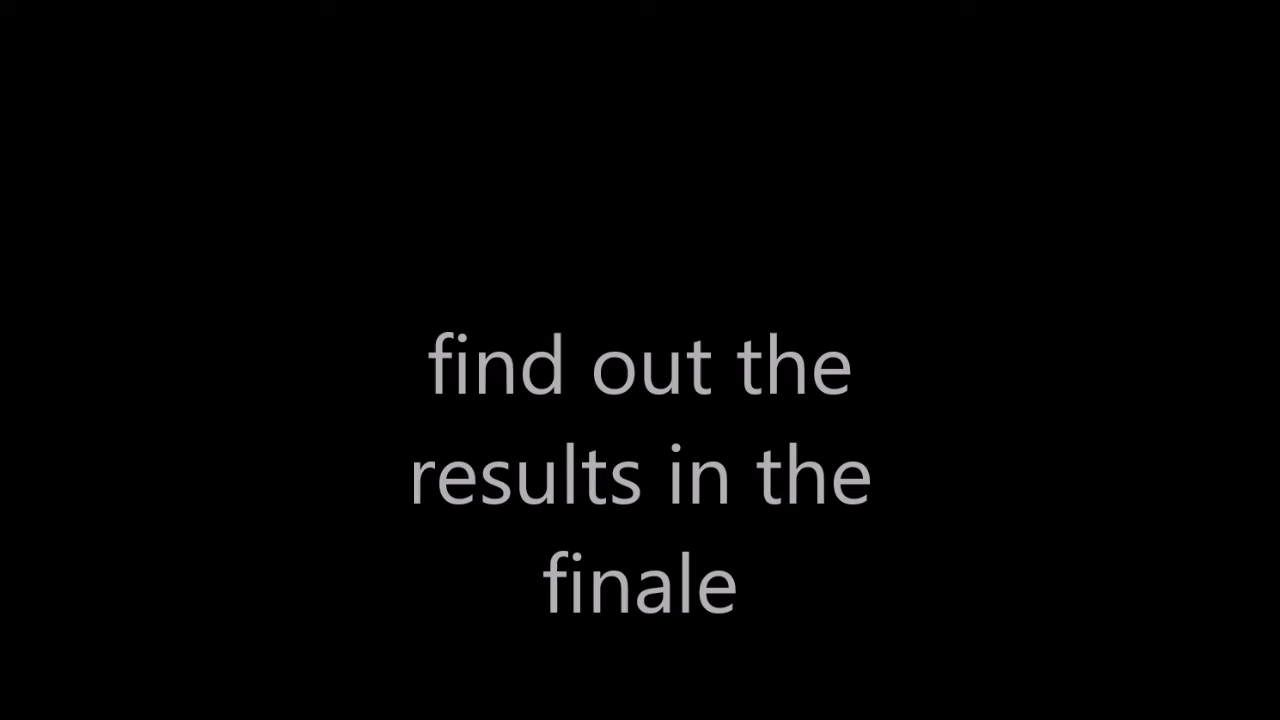 find out the
results in the
finale